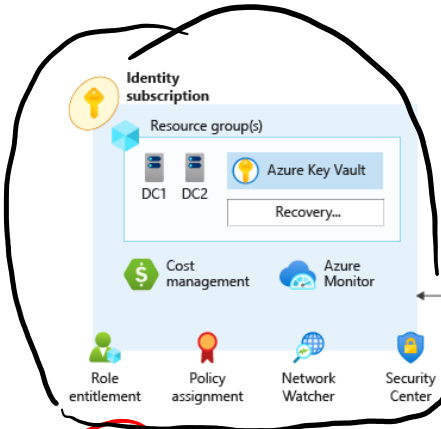 Identity
subscription
Resource group(s)
DC1 DC2
Azure Key Vault
Recovery...
Cost
management
Azure
Monitor
Role
entitlement
Policy
assignment
Network
Watcher
Security
Center